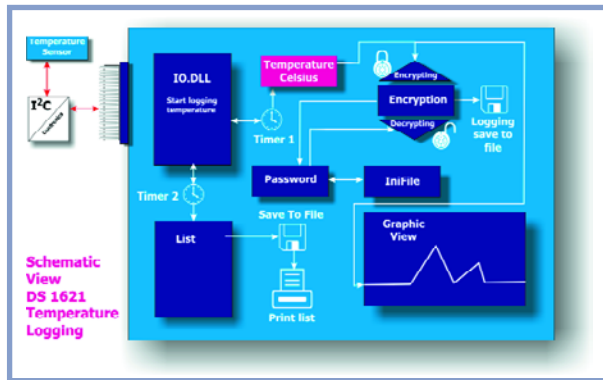 Temperature
Sensor
I²C
IO.DLL
Start logging
temperature
Timer 1
Temperature
Celsius
Encrypting
Encryption
Decrypting
Logging
save to
file
Timer 2
Password
IniFile
List
Save To File
Print list
Graphic
View
Schematic
View
DS 1621
Temperature
Logging